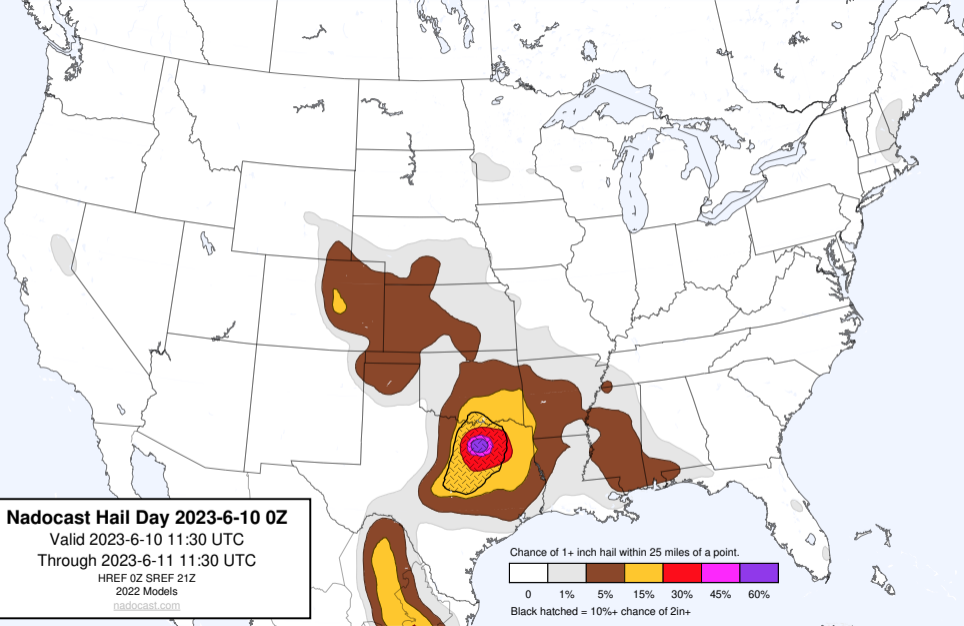 Nadocast Hail Day 2023-6-10 0Z
Valid 2023-6-10 11:30 UTC
Through 2023-6-11 11:30 UTC
HREF 0Z SREF 21Z
2022 Models
nadocast.com
Chance of 1+ inch hail within 25 miles of a point.
0 1% 5% 15% 30% 45% 60%
Black hatched = 10%+ chance of 2in+